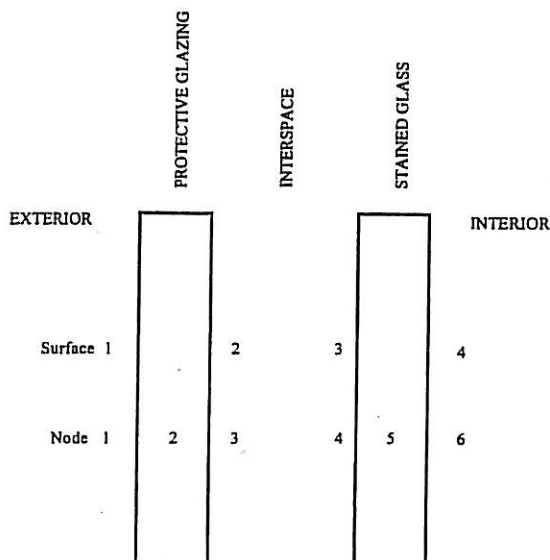 PROTECTIVE GLAZING
INTERSPACE
STAINED GLASS
EXTERIOR
INTERIOR
Surface 1 2 3 4
Node 1 2 3 4 5 6